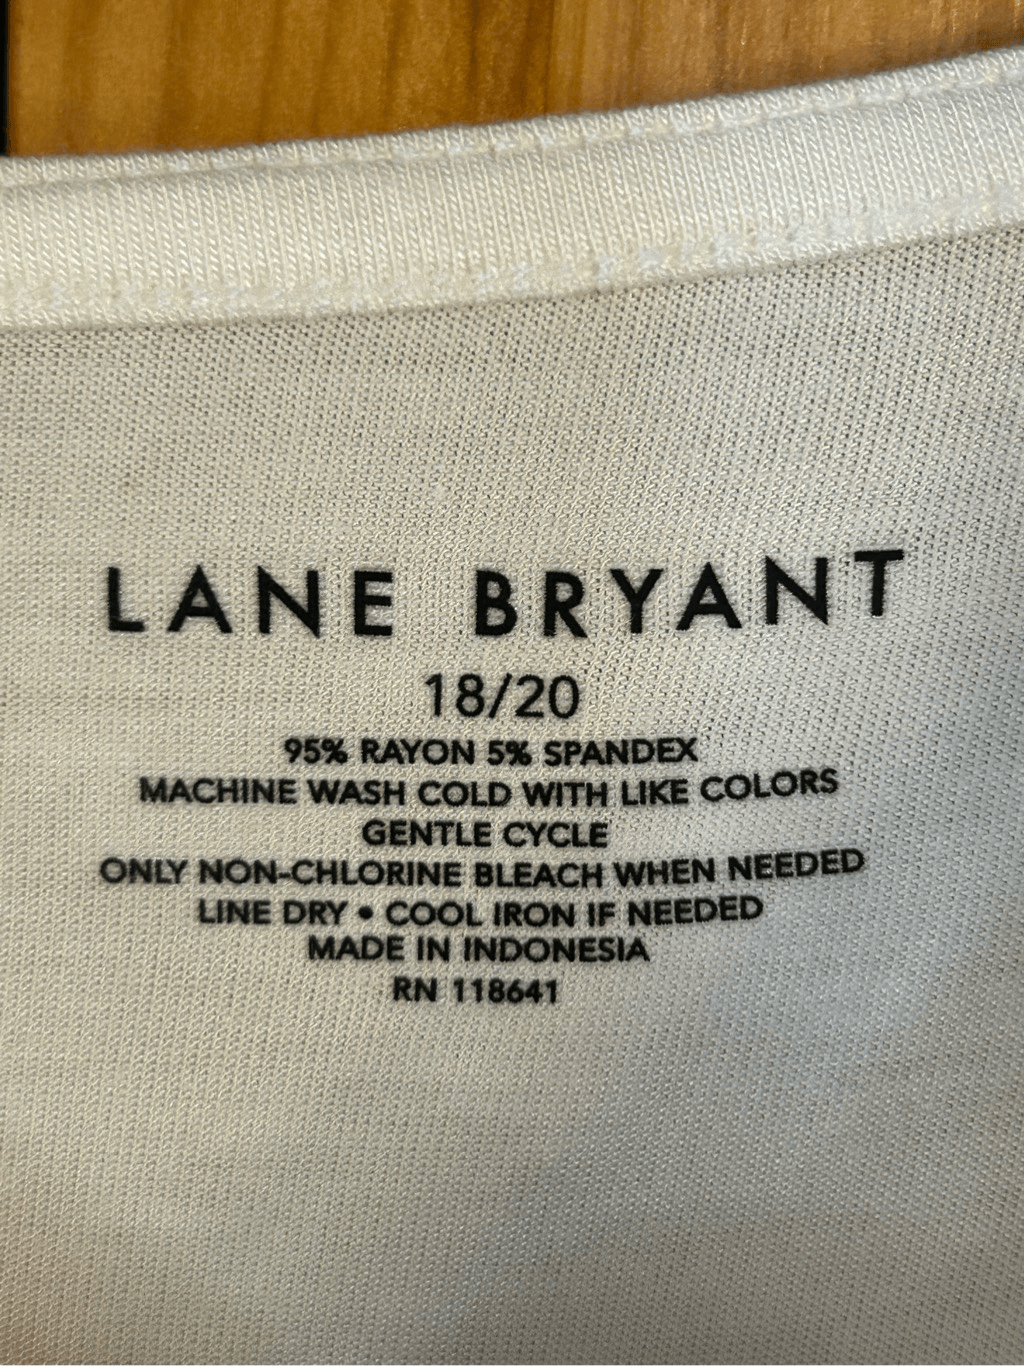 LANE BRYANT
18/20
95% RAYON 5% SPANDEX
MACHINE WASH COLD WITH LIKE COLORS
GENTLE CYCLE
ONLY NON-CHLORINE BLEACH WHEN NEEDED
LINE DRY • COOL IRON IF NEEDED
MADE IN INDONESIA
RN 118641